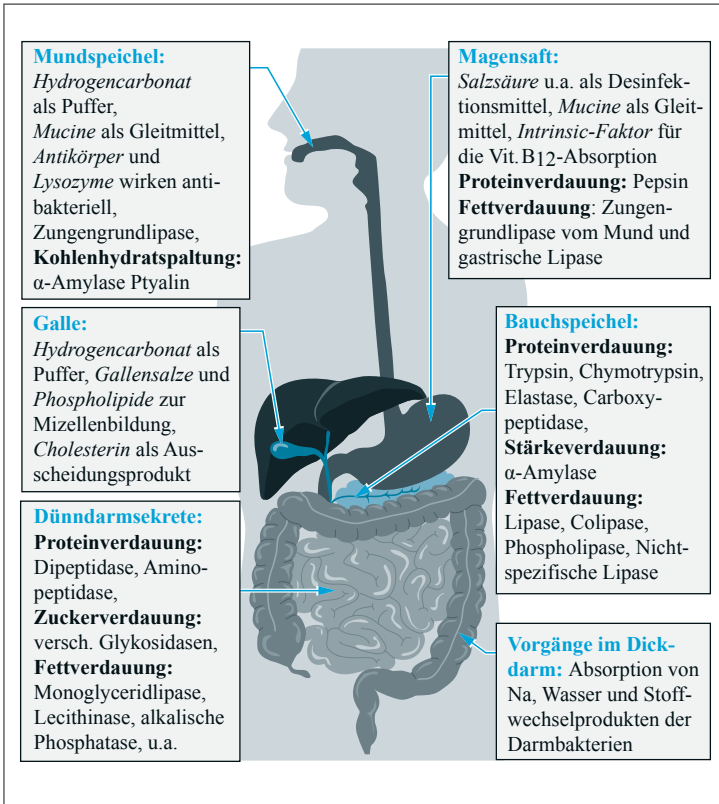 Mundspeichel:
Hydrogencarbonat
als Puffer,
Mucine als Gleitmittel,
Antikörper und
Lysozyme wirken anti-
bakteriell,
Zungengrundlipase,
Kohlenhydratspaltung:
α-Amylase Ptyalin
Magensaft:
Salzsäure u.a. als Desinfek-
tionsmittel, Mucine als Gleit-
mittel, Intrinsic-Faktor für
die Vit. B12-Absorption
Proteinverdauung: Pepsin
Fettverdauung: Zungen-
grundlipase vom Mund und
gastrische Lipase
Galle:
Hydrogencarbonat als
Puffer, Gallensalze und
Phospholipide zur
Mizellenbildung,
Cholesterin als Aus-
scheidungsprodukt
Bauchspeichel:
Proteinverdauung:
Trypsin, Chymotrypsin,
Elastase, Carboxy-
peptidase,
Stärkeverdauung:
α-Amylase
Fettverdauung:
Lipase, Colipase,
Phospholipase, Nicht-
spezifische Lipase
Dünndarmsekrete:
Proteinverdauung:
Dipeptidase, Amino-
peptidase,
Zuckerverdauung:
versch. Glykosidasen,
Fettverdauung:
Monoglyceridlipase,
Lecithinase, alkalische
Phosphatase, u.a.
Vorgänge im Dick-
darm: Absorption von
Na, Wasser und Stoff-
wechselprodukten der
Darmbakterien